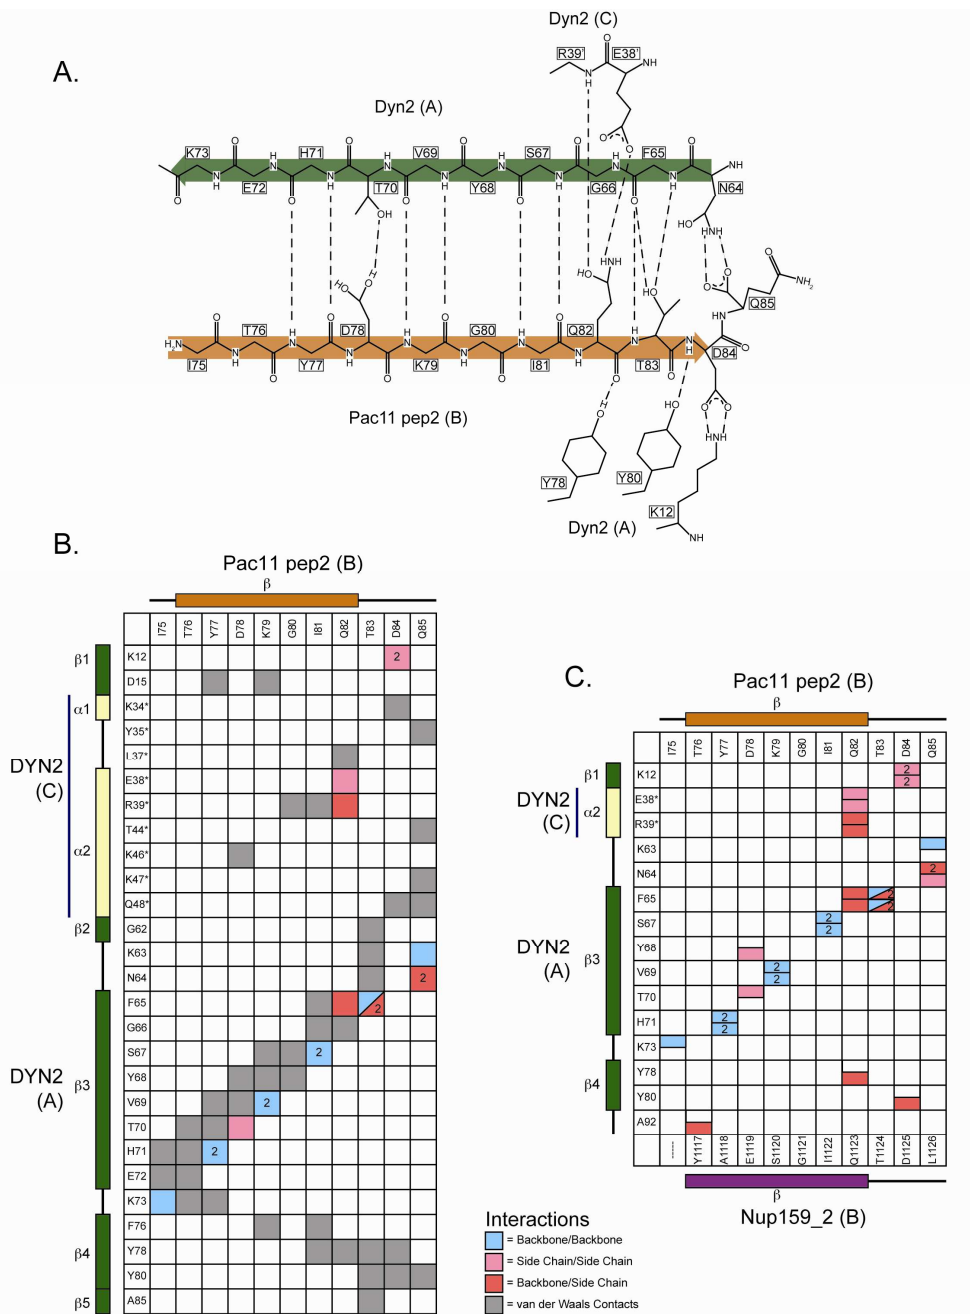 A.
Dyn2 (C)
R39' E38'
O
NH
N
H
O
O
Dyn2 (A)
K73 H71 V69 S67 F65
E72 T70 Y68 G66 N64
OH
NH
HO
HNH
HO
HNH
HO
O
H
HO
O O
O
NH₂
Q85
NH
T76 D78 G80 Q82
H₂N
I75 Y77 K79 I81 T83 D84
Pac11 pep2 (B)
O
H
HO
O O
HNH
Y78 Y80
K12
NH
Dyn2 (A)
B.
Pac11 pep2 (B)
β
I75 T76 Y77 D78 K79 G80 I81 Q82 T83 D84 Q85
β1 K12 2
D15
α1 K34*
Y35*
L37*
DYN2
(C)
E38*
R39*
T44*
α2 K46*
K47*
Q48*
β2 G62
K63
N64 2
F65 2
G66
S67 2
DYN2
(A)
β3 Y68
V69 2
T70
H71 2
E72
K73
F76
β4 Y78
Y80
β5 A85
C.
Pac11 pep2 (B)
β
I75 T76 Y77 D78 K79 G80 I81 Q82 T83 D84 Q85
β1 K12 2
2
DYN2
(C)
α2 E38*
R39*
K63
N64 2
F65 2
2
S67 2
2
DYN2
(A)
β3 Y68
V69 2
2
T70
H71 2
2
K73
β4 Y78
Y80
A92
Y1117 A1118 E1119 S1120 G1121 I1122 Q1123 T1124 D1125 L1126
β
Nup159_2 (B)
Interactions
= Backbone/Backbone
= Side Chain/Side Chain
= Backbone/Side Chain
= van der Waals Contacts